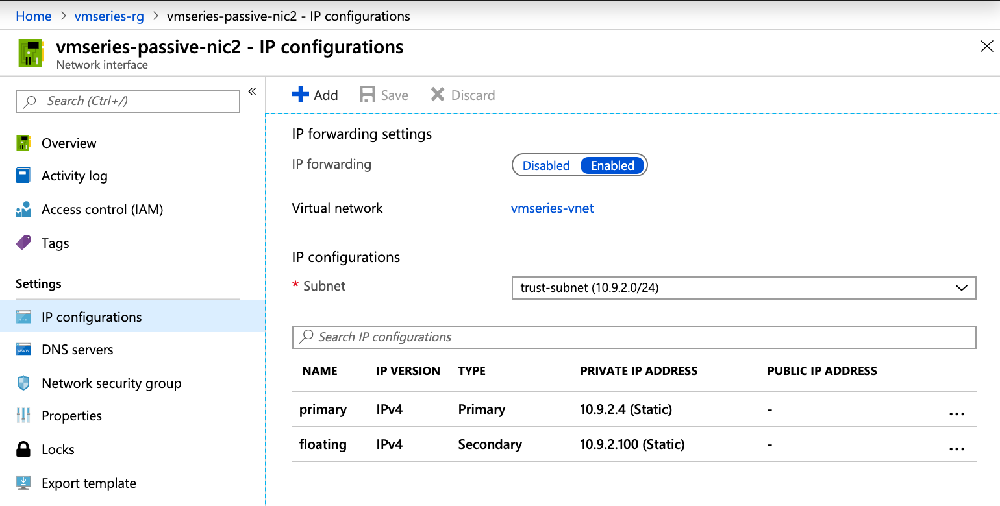 Home > vmseries-rg > vmseries-passive-nic2 - IP configurations
vmseries-passive-nic2 - IP configurations
Network interface
Search (Ctrl+/)
Overview
Activity log
Access control (IAM)
Tags
Settings
IP configurations
DNS servers
Network security group
Properties
Locks
Export template
Add Save Discard
IP forwarding settings
IP forwarding Disabled Enabled
Virtual network vmseries-vnet
IP configurations
* Subnet trust-subnet (10.9.2.0/24)
Search IP configurations
NAME IP VERSION TYPE PRIVATE IP ADDRESS PUBLIC IP ADDRESS
primary IPv4 Primary 10.9.2.4 (Static) - ...
floating IPv4 Secondary 10.9.2.100 (Static) - ...